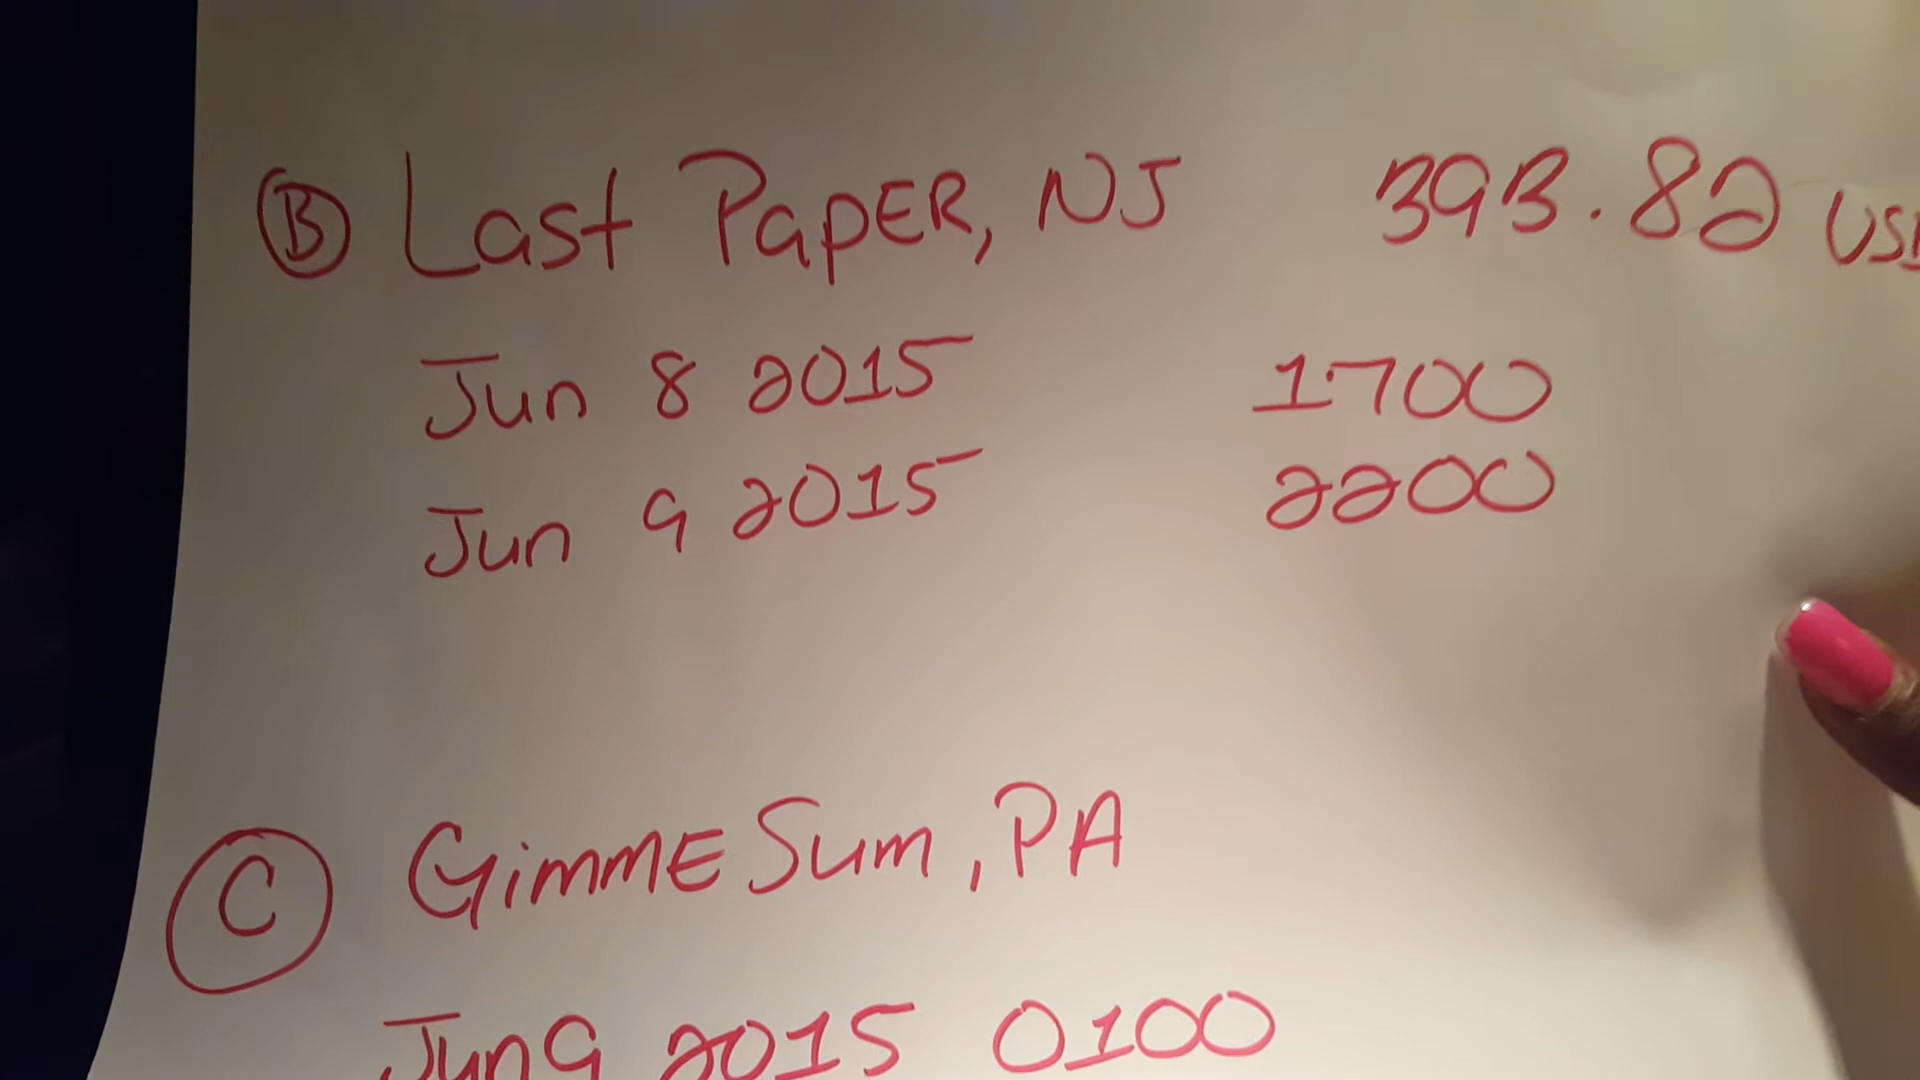 B Last PapER, NJ 393.82 USD
Jun 8 2015 1700
Jun 9 2015 2200
C GimmE Sum, PA
Jun 9 2015 0100